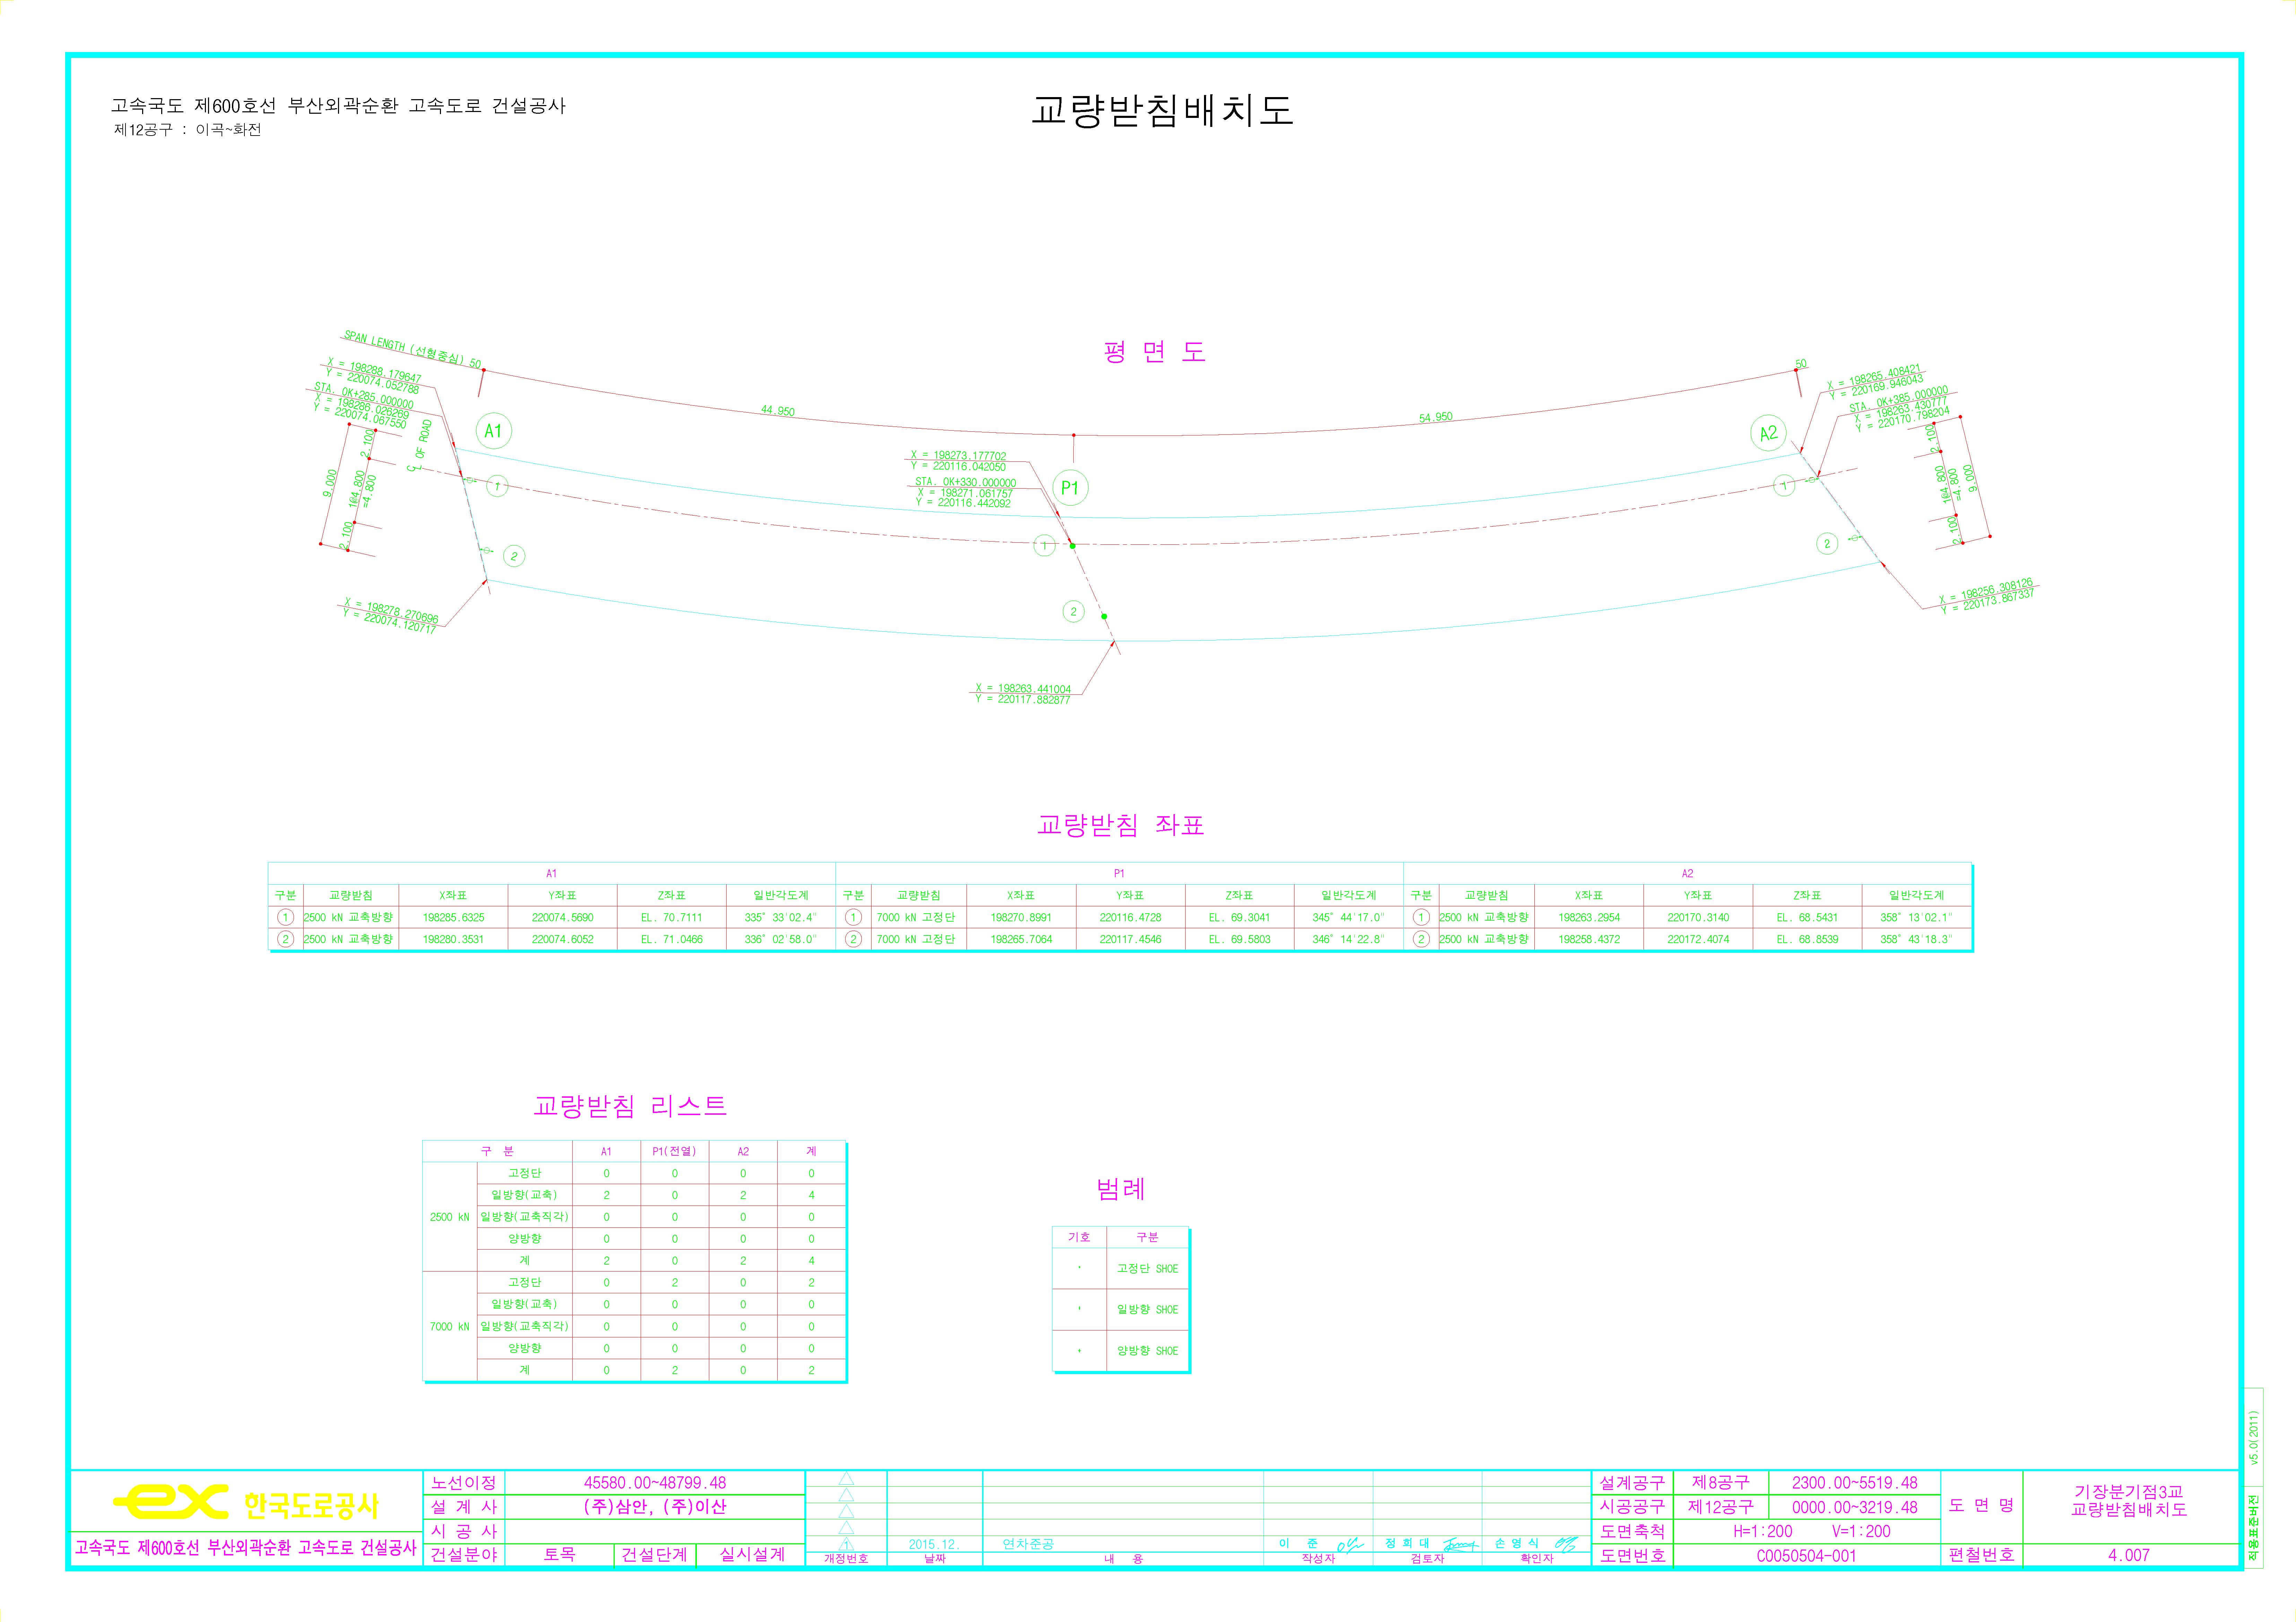 고속국도 제600호선 부산외곽순환 고속도로 건설공사
제12공구 : 이곡~화전
교량받침배치도
평 면 도
SPAN LENGTH (선형중심) 50
44.950
54.950
50
X = 198288.179647
Y = 220074.052788
STA. 0K+285.000000
X = 198286.026269
Y = 220074.067550
A1
C L OF ROAD
9.000
2.100
1@4.800
=4.800
2.100
1
2
X = 198278.270696
Y = 220074.120717
X = 198273.177702
Y = 220116.042050
STA. 0K+330.000000
X = 198271.061757
Y = 220116.442092
P1
1
2
X = 198263.441004
Y = 220117.882877
X = 198265.408421
Y = 220169.946043
STA. 0K+385.000000
X = 198263.430777
Y = 220170.798204
A2
2.100
1@4.800
=4.800
9.000
2.100
1
2
X = 198256.308126
Y = 220173.867337
교량받침 좌표
A1 P1 A2
구분 교량받침 X좌표 Y좌표 Z좌표 일반각도계 구분 교량받침 X좌표 Y좌표 Z좌표 일반각도계 구분 교량받침 X좌표 Y좌표 Z좌표 일반각도계
1 2500 kN 교축방향 198285.6325 220074.5690 EL. 70.7111 335° 33'02.4" 1 7000 kN 고정단 198270.8991 220116.4728 EL. 69.3041 345° 44'17.0" 1 2500 kN 교축방향 198263.2954 220170.3140 EL. 68.5431 358° 13'02.1"
2 2500 kN 교축방향 198280.3531 220074.6052 EL. 71.0466 336° 02'58.0" 2 7000 kN 고정단 198265.7064 220117.4546 EL. 69.5803 346° 14'22.8" 2 2500 kN 교축방향 198258.4372 220172.4074 EL. 68.8539 358° 43'18.3"
교량받침 리스트
구 분 A1 P1(전열) A2 계
고정단 0 0 0 0
일방향(교축) 2 0 2 4
2500 kN 일방향(교축직각) 0 0 0 0
양방향 0 0 0 0
계 2 0 2 4
고정단 0 2 0 2
일방향(교축) 0 0 0 0
7000 kN 일방향(교축직각) 0 0 0 0
양방향 0 0 0 0
계 0 2 0 2
범례
기호 구분
고정단 SHOE
일방향 SHOE
양방향 SHOE
v5.0(2011)
적용표준버전
ex 한국도로공사
고속국도 제600호선 부산외곽순환 고속도로 건설공사
노선이정 45580.00~48799.48
설 계 사 (주)삼안, (주)이산
시 공 사
건설분야 토목 건설단계 실시설계
1 2015.12. 연차준공 이 준 정 희 대 손 영 식
개정번호 날짜 내 용 작성자 검토자 확인자
설계공구 제8공구 2300.00~5519.48
시공공구 제12공구 0000.00~3219.48
도면축척 H=1:200 V=1:200
도면번호 C0050504-001
도 면 명 기장분기점3교
교량받침배치도
편철번호 4.007